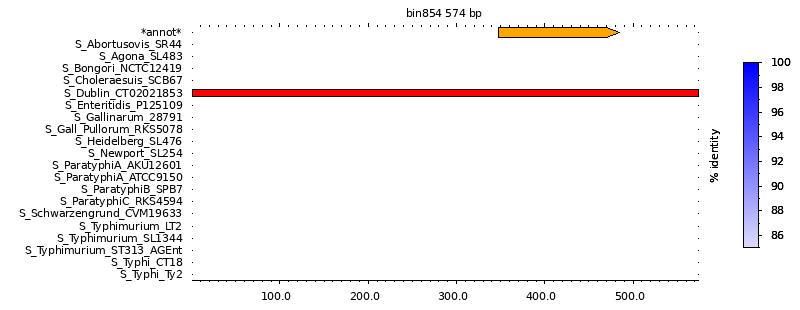 bin854 574 bp
*annot*
S_Abortusovis_SR44
S_Agona_SL483
S_Bongori_NCTC12419
S_Choleraesuis_SCB67
S_Dublin_CT02021853
S_Enteritidis_P125109
S_Gallinarum_28791
S_Gall_Pullorum_RKS5078
S_Heidelberg_SL476
S_Newport_SL254
S_ParatyphiA_AKU12601
S_ParatyphiA_ATCC9150
S_ParatyphiB_SPB7
S_ParatyphiC_RKS4594
S_Schwarzengrund_CVM19633
S_Typhimurium_LT2
S_Typhimurium_SL1344
S_Typhimurium_ST313_AGEnt
S_Typhi_CT18
S_Typhi_Ty2
100.0 200.0 300.0 400.0 500.0
% identity
100
98
96
94
92
90
88
86